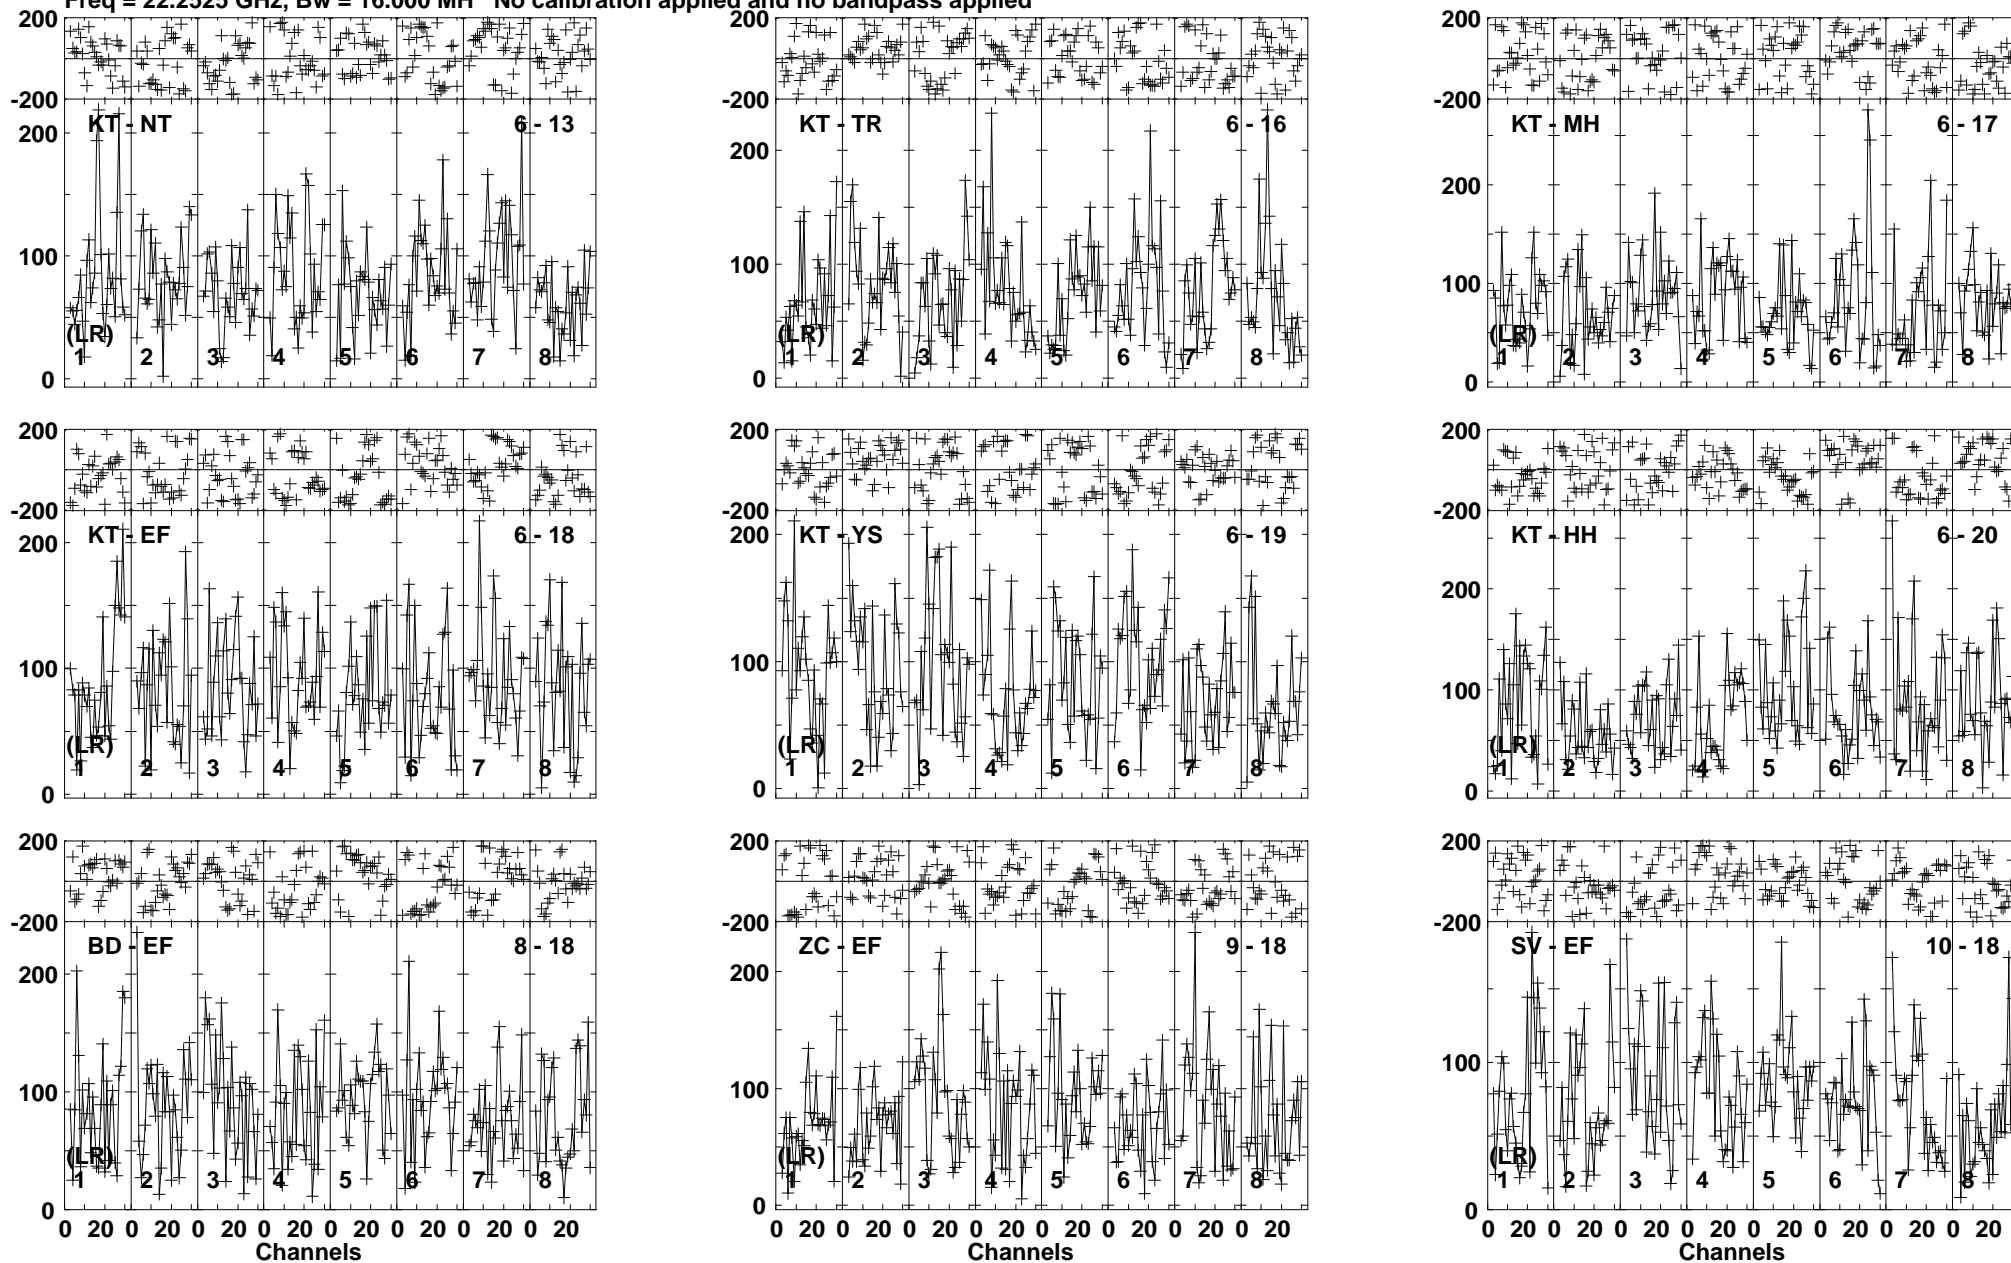 Freq = 22.2525 GHz, Bw = 16.000 MH No calibration applied and no bandpass applied
200 200 200
-200 -200 -200
KT - NT 6 - 13 KT - TR 6 - 16 KT - MH 6 - 17
200 200 200
100 100 100
(LR) (LR) (LR)
1 2 3 4 5 6 7 8 1 2 3 4 5 6 7 8 1 2 3 4 5 6 7 8
0 0 0
200 200 200
-200 -200 -200
KT - EF 6 - 18 KT - YS 6 - 19 KT - HH 6 - 20
200 200 200
100 100 100
(LR) (LR) (LR)
1 2 3 4 5 6 7 8 1 2 3 4 5 6 7 8 1 2 3 4 5 6 7 8
0 0 0
200 200 200
-200 -200 -200
BD - EF 8 - 18 ZC - EF 9 - 18 SV - EF 10 - 18
200 200
100 100 100
(LR) (LR) (LR)
1 2 3 4 5 6 7 8 1 2 3 4 5 6 7 8 1 2 3 4 5 6 7 8
0 0 0
0 20 0 20 0 20 0 20 0 20 0 20 0 20 0 20 0 20 0 20 0 20 0 20 0 20 0 20 0 20 0 20 0 20 0 20 0 20 0 20 0 20 0 20 0 20 0 20
Channels Channels Channels